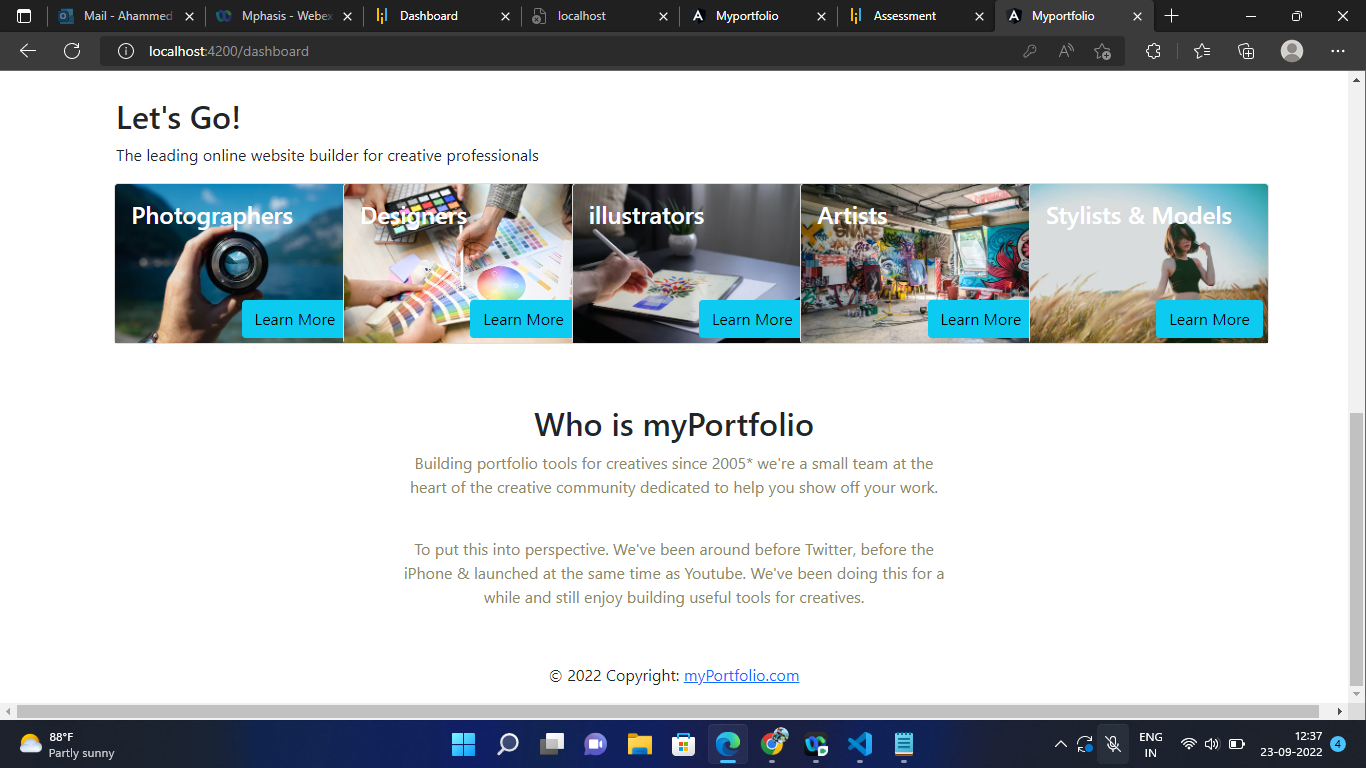 Mail - Ahammed
Mphasis - Webex
Dashboard
localhost
Myportfolio
Assessment
Myportfolio
localhost:4200/dashboard
Let's Go!
The leading online website builder for creative professionals
Photographers
Designers
illustrators
Artists
Stylists & Models
Learn More
Learn More
Learn More
Learn More
Learn More
Who is myPortfolio
Building portfolio tools for creatives since 2005* we're a small team at the
heart of the creative community dedicated to help you show off your work.
To put this into perspective. We've been around before Twitter, before the
iPhone & launched at the same time as Youtube. We've been doing this for a
while and still enjoy building useful tools for creatives.
© 2022 Copyright: myPortfolio.com
88°F
Partly sunny
ENG
IN
12:37
23-09-2022
4